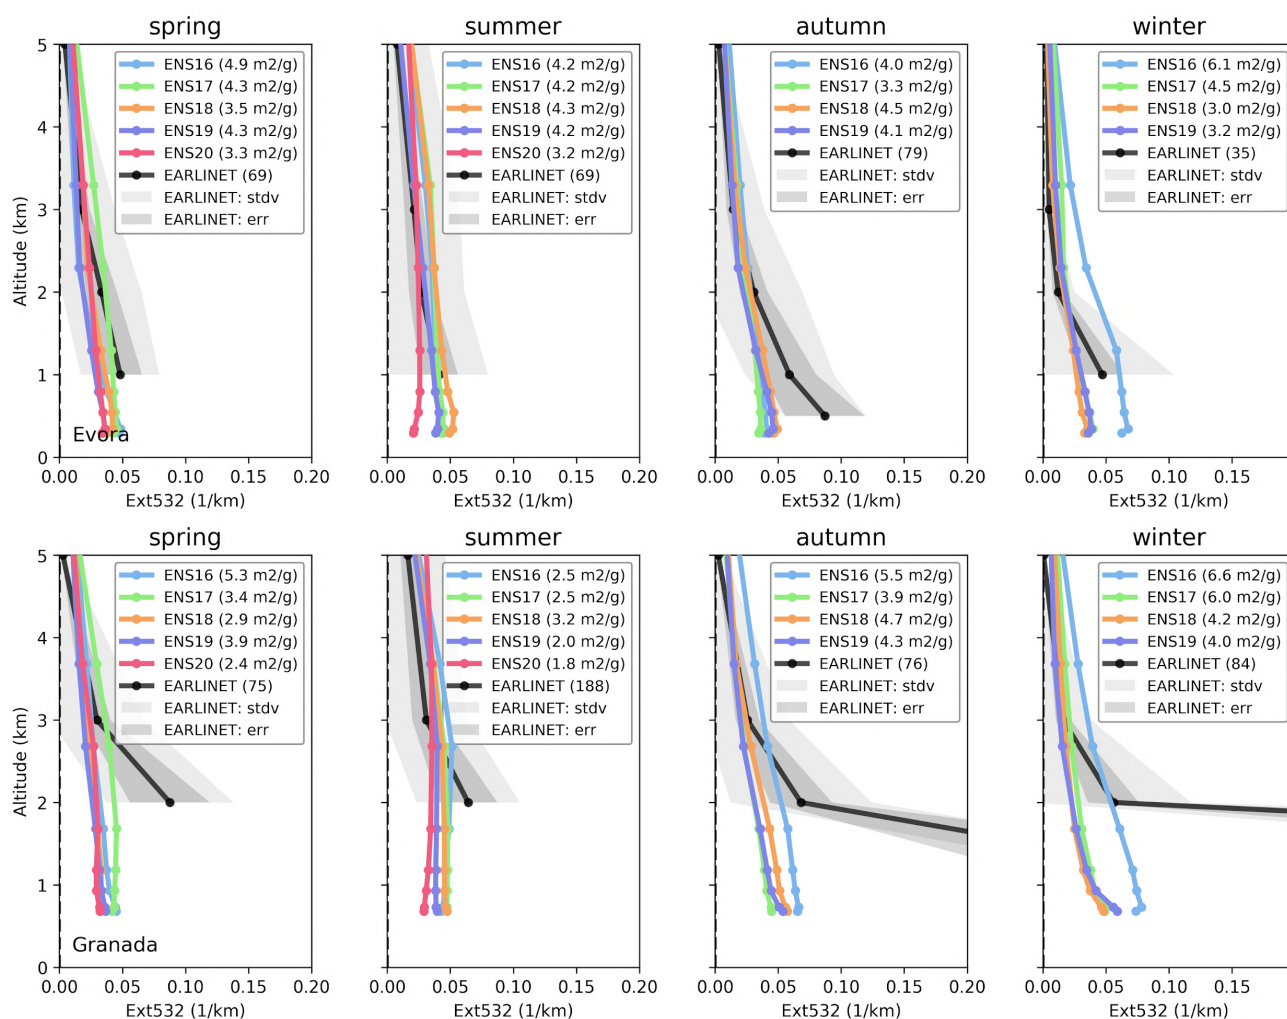 spring
summer
autumn
winter
5
4
3
2
1
0
Altitude (km)
ENS16 (4.9 m2/g)
ENS17 (4.3 m2/g)
ENS18 (3.5 m2/g)
ENS19 (4.3 m2/g)
ENS20 (3.3 m2/g)
EARLINET (69)
EARLINET: stdv
EARLINET: err
Evora
0.00 0.05 0.10 0.15 0.20
Ext532 (1/km)
ENS16 (4.2 m2/g)
ENS17 (4.2 m2/g)
ENS18 (4.3 m2/g)
ENS19 (4.2 m2/g)
ENS20 (3.2 m2/g)
EARLINET (69)
EARLINET: stdv
EARLINET: err
0.00 0.05 0.10 0.15 0.20
Ext532 (1/km)
ENS16 (4.0 m2/g)
ENS17 (3.3 m2/g)
ENS18 (4.5 m2/g)
ENS19 (4.1 m2/g)
EARLINET (79)
EARLINET: stdv
EARLINET: err
0.00 0.05 0.10 0.15 0.20
Ext532 (1/km)
ENS16 (6.1 m2/g)
ENS17 (4.5 m2/g)
ENS18 (3.0 m2/g)
ENS19 (3.2 m2/g)
EARLINET (35)
EARLINET: stdv
EARLINET: err
0.00 0.05 0.10 0.15
Ext532 (1/km)
spring
summer
autumn
winter
5
4
3
2
1
0
Altitude (km)
ENS16 (5.3 m2/g)
ENS17 (3.4 m2/g)
ENS18 (2.9 m2/g)
ENS19 (3.9 m2/g)
ENS20 (2.4 m2/g)
EARLINET (75)
EARLINET: stdv
EARLINET: err
Granada
0.00 0.05 0.10 0.15 0.20
Ext532 (1/km)
ENS16 (2.5 m2/g)
ENS17 (2.5 m2/g)
ENS18 (3.2 m2/g)
ENS19 (2.0 m2/g)
ENS20 (1.8 m2/g)
EARLINET (188)
EARLINET: stdv
EARLINET: err
0.00 0.05 0.10 0.15 0.20
Ext532 (1/km)
ENS16 (5.5 m2/g)
ENS17 (3.9 m2/g)
ENS18 (4.7 m2/g)
ENS19 (4.3 m2/g)
EARLINET (76)
EARLINET: stdv
EARLINET: err
0.00 0.05 0.10 0.15 0.20
Ext532 (1/km)
ENS16 (6.6 m2/g)
ENS17 (6.0 m2/g)
ENS18 (4.2 m2/g)
ENS19 (4.0 m2/g)
EARLINET (84)
EARLINET: stdv
EARLINET: err
0.00 0.05 0.10 0.15
Ext532 (1/km)